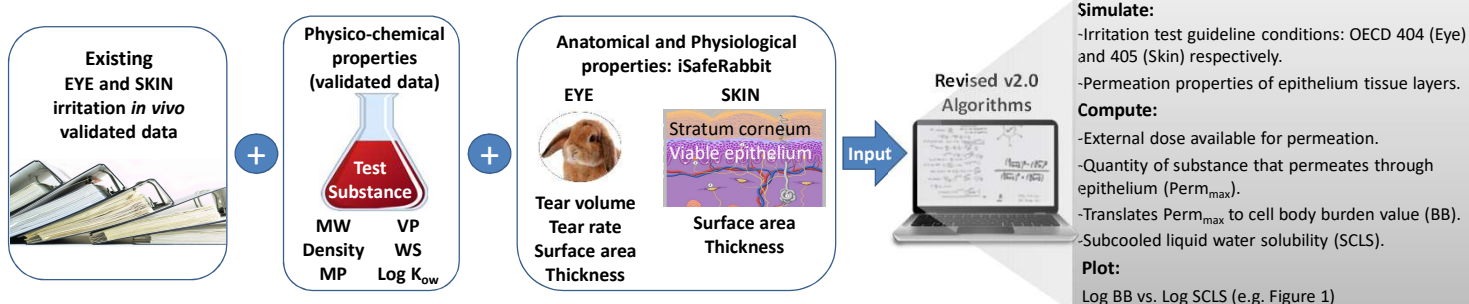 Existing
EYE and SKIN
irritation in vivo
validated data
+
Physico-chemical
properties
(validated data)
Test
Substance
MW VP
Density WS
MP Log Kow
+
Anatomical and Physiological
properties: iSafeRabbit
EYE
Tear volume
Tear rate
Surface area
Thickness
SKIN
Stratum corneum
Viable epithelium
Surface area
Thickness
Input
Revised v2.0
Algorithms
Simulate:
-Irritation test guideline conditions: OECD 404 (Eye)
and 405 (Skin) respectively.
-Permeation properties of epithelium tissue layers.
Compute:
-External dose available for permeation.
-Quantity of substance that permeates through
epithelium (Permmax).
-Translates Permmax to cell body burden value (BB).
-Subcooled liquid water solubility (SCLS).
Plot:
Log BB vs. Log SCLS (e.g. Figure 1)